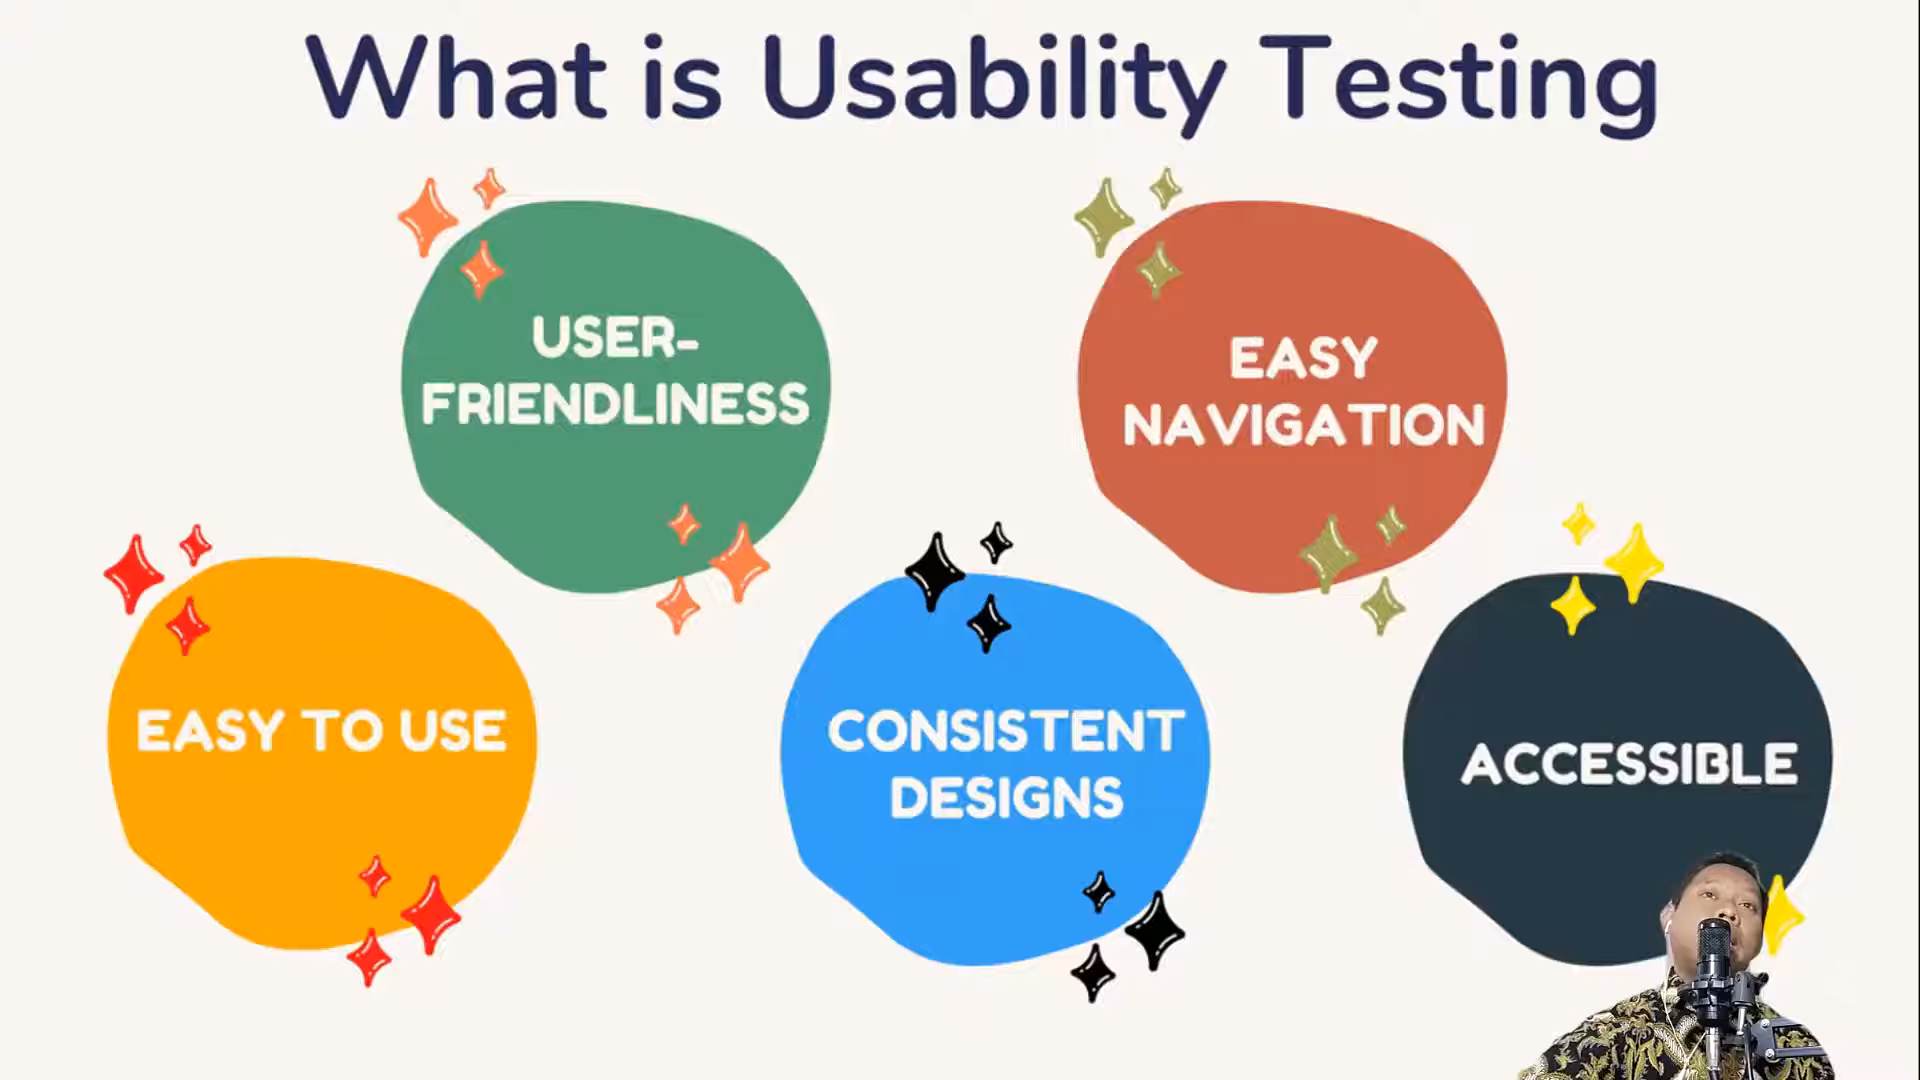 What is Usability Testing
USER-
FRIENDLINESS
EASY
NAVIGATION
EASY TO USE
CONSISTENT
DESIGNS
ACCESSIBLE